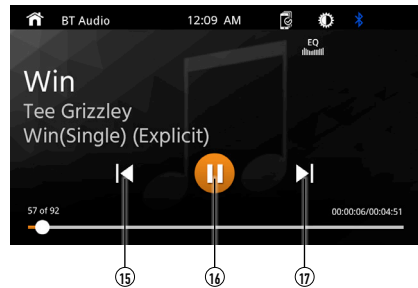 BT Audio 12:09 AM
EQ
Win
Tee Grizzley
Win(Single) (Explicit)
57 of 92 00:00:06/00:04:51
15 16 17